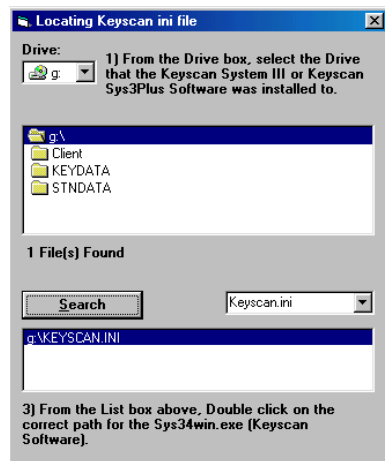 Locating Keyscan ini file
Drive:
g:
1) From the Drive box, select the Drive
that the Keyscan System III or Keyscan
Sys3Plus Software was installed to.
g:\
Client
KEYDATA
STNDATA
1 File(s) Found
Search
Keyscan.ini
g:\KEYSCAN.INI
3) From the List box above, Double click on the
correct path for the Sys34win.exe (Keyscan
Software).